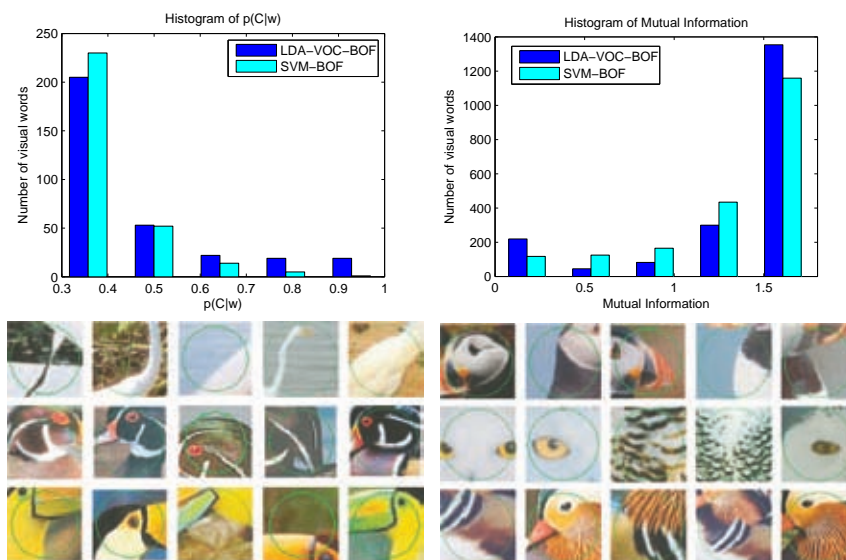 Histogram of p(C|w)
250
200
150
100
50
0
Number of visual words
LDA−VOC−BOF
SVM−BOF
0.3 0.4 0.5 0.6 0.7 0.8 0.9 1
p(C|w)
Histogram of Mutual Information
1400
1200
1000
800
600
400
200
0
Number of visual words
LDA−VOC−BOF
SVM−BOF
0 0.5 1 1.5
Mutual Information